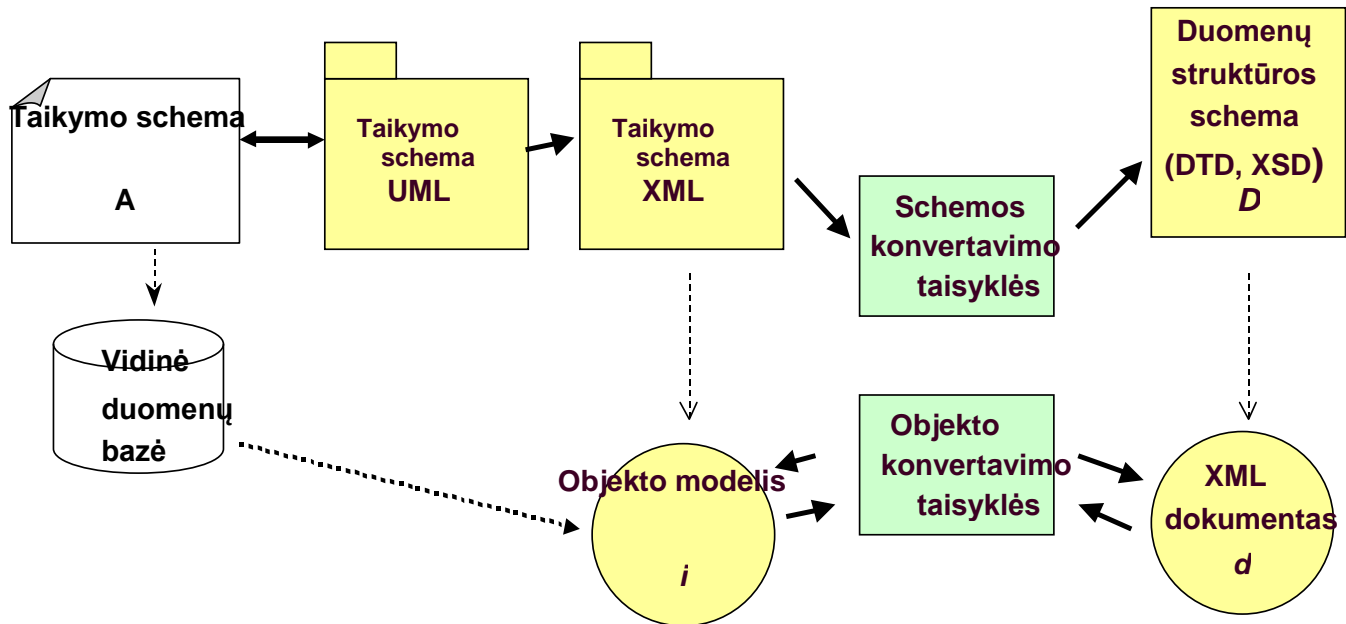 Taikymo schema
A
Taikymo
schema
UML
Taikymo
schema
XML
Schemos
konvertavimo
taisyklės
Duomenų
struktūros
schema
(DTD, XSD)
D
Vidinė
duomenų
bazė
Objekto modelis
i
Objekto
konvertavimo
taisyklės
XML
dokumentas
d